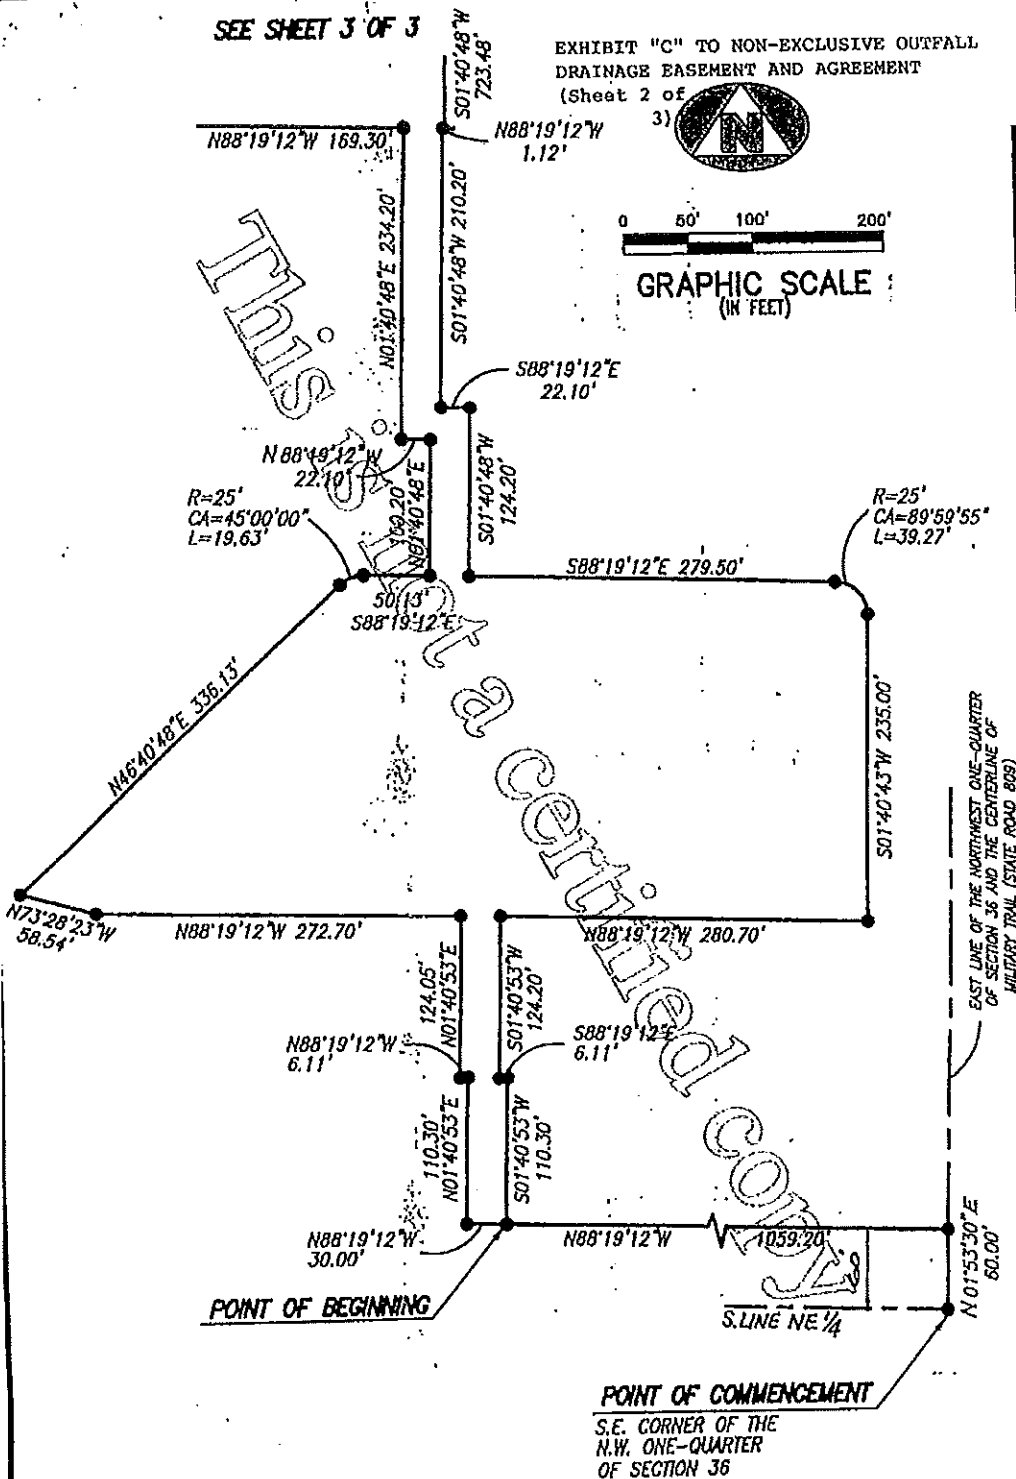 SEE SHEET 3 OF 3
EXHIBIT "C" TO NON-EXCLUSIVE OUTFALL
DRAINAGE EASEMENT AND AGREEMENT
(Sheet 2 of
3)
N
S01°40'48"W
723.48'
N88°19'12"W 169.30'
N88°19'12"W
1.12'
0 50' 100' 200'
GRAPHIC SCALE
(IN FEET)
N01°40'48"E 234.20'
S01°40'48"W 210.20'
S88°19'12"E
22.10'
N 88°49'12"W
22.10'
N01°40'48"E
S01°40'48"W
124.20'
R=25'
CA=45°00'00"
L=19.63'
R=25'
CA=89°59'55"
L=39.27'
S88°19'12"E 279.50'
50.13'
S88°19'12"E
N46°40'48"E 336.13'
S01°40'43"W 235.00'
EAST LINE OF THE NORTHWEST ONE-QUARTER
OF SECTION 36 AND THE CENTERLINE OF
MILITARY TRAIL (STATE ROAD 809)
N73°28'23"W
58.54'
N88°19'12"W 272.70'
N88°19'12"W 280.70'
124.05'
N01°40'53"E
S01°40'53"W
124.20'
N88°19'12"W
6.11'
S88°19'12"E
6.11'
110.30'
N01°40'53"E
S01°40'53"W
110.30'
N88°19'12"W
30.00'
N88°19'12"W 1059.20'
N 01°53'30" E
60.00'
POINT OF BEGINNING
S.LINE NE 1/4
POINT OF COMMENCEMENT
S.E. CORNER OF THE
N.W. ONE-QUARTER
OF SECTION 36
This is not a certified copy